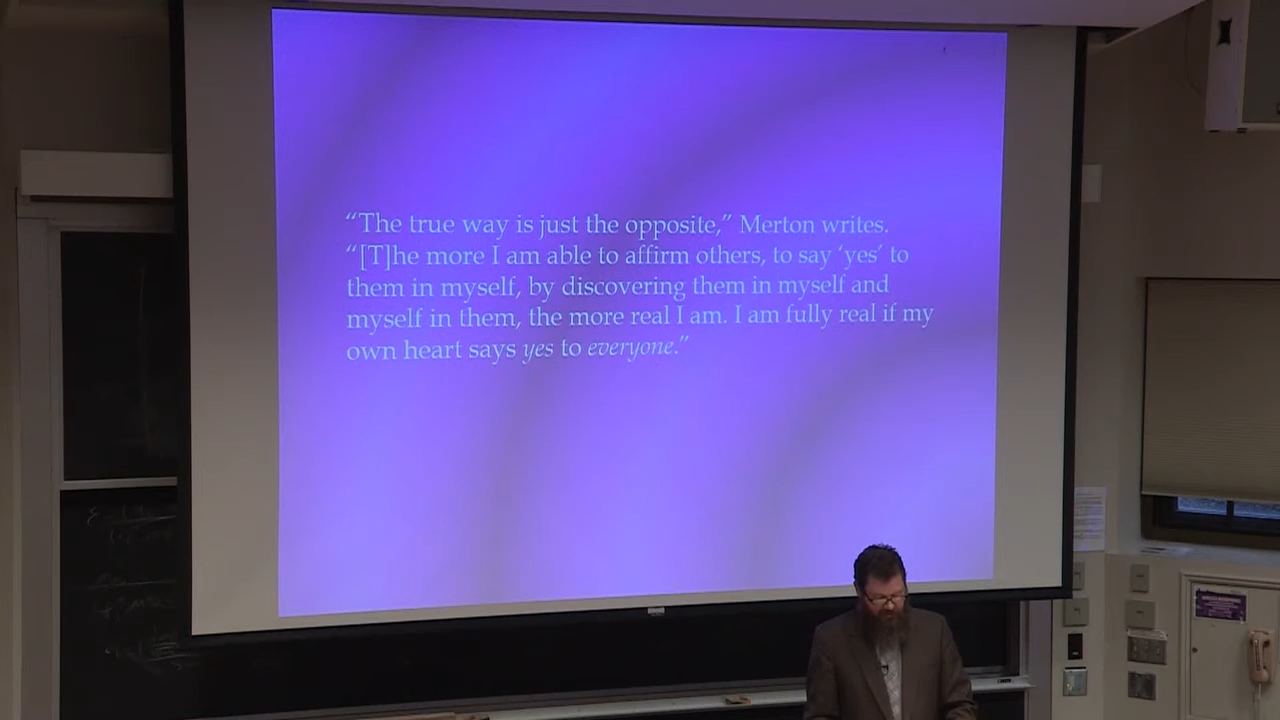 “The true way is just the opposite,” Merton writes.
“[T]he more I am able to affirm others, to say ‘yes’ to
them in myself, by discovering them in myself and
myself in them, the more real I am. I am fully real if my
own heart says yes to everyone.”